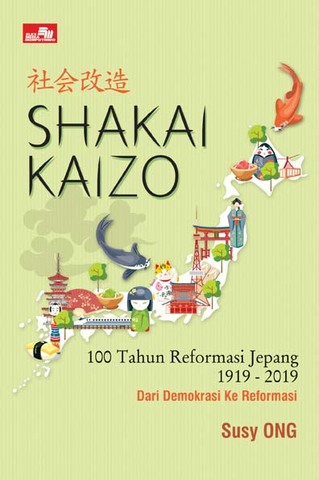 社会改造
SHAKAI
KAIZO
100 Tahun Reformasi Jepang
1919 - 2019
Dari Demokrasi Ke Reformasi
Susy ONG